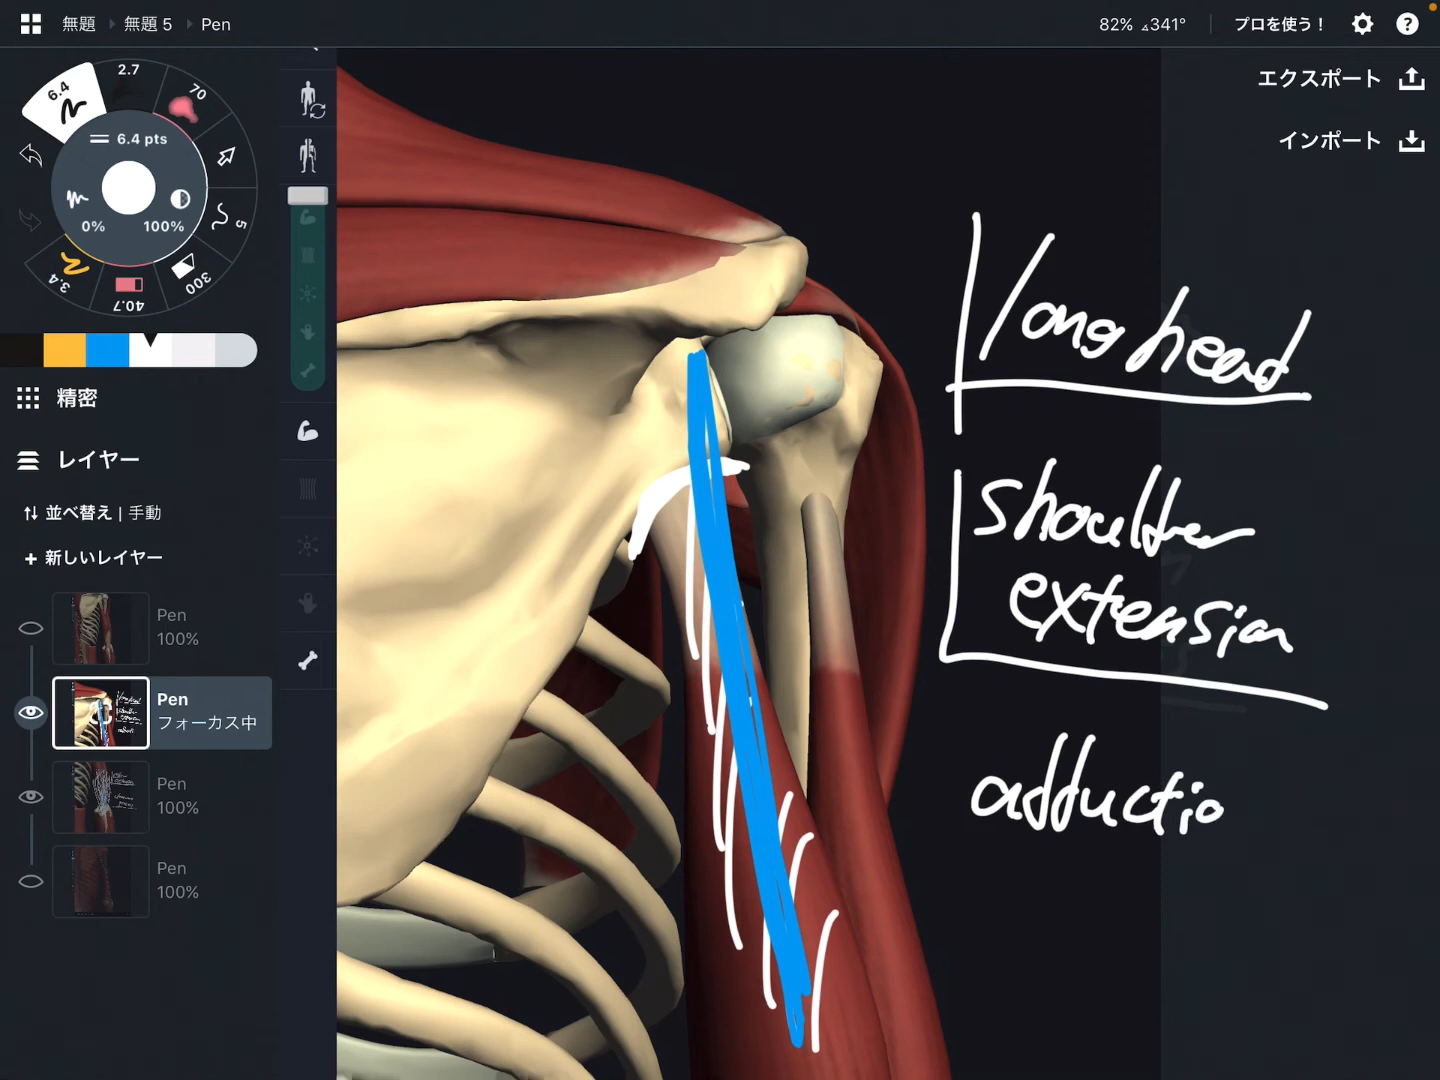 無題 無題 5 Pen 82% ⊿341° プロを使う！
エクスポート
インポート
6.4 2.7 70
6.4 pts
5
0% 100%
3.4 40.7 300
精密
レイヤー
並べ替え | 手動
+ 新しいレイヤー
Pen
100%
Pen
フォーカス中
Pen
100%
Pen
100%
long head
shoulder
extension
adductio